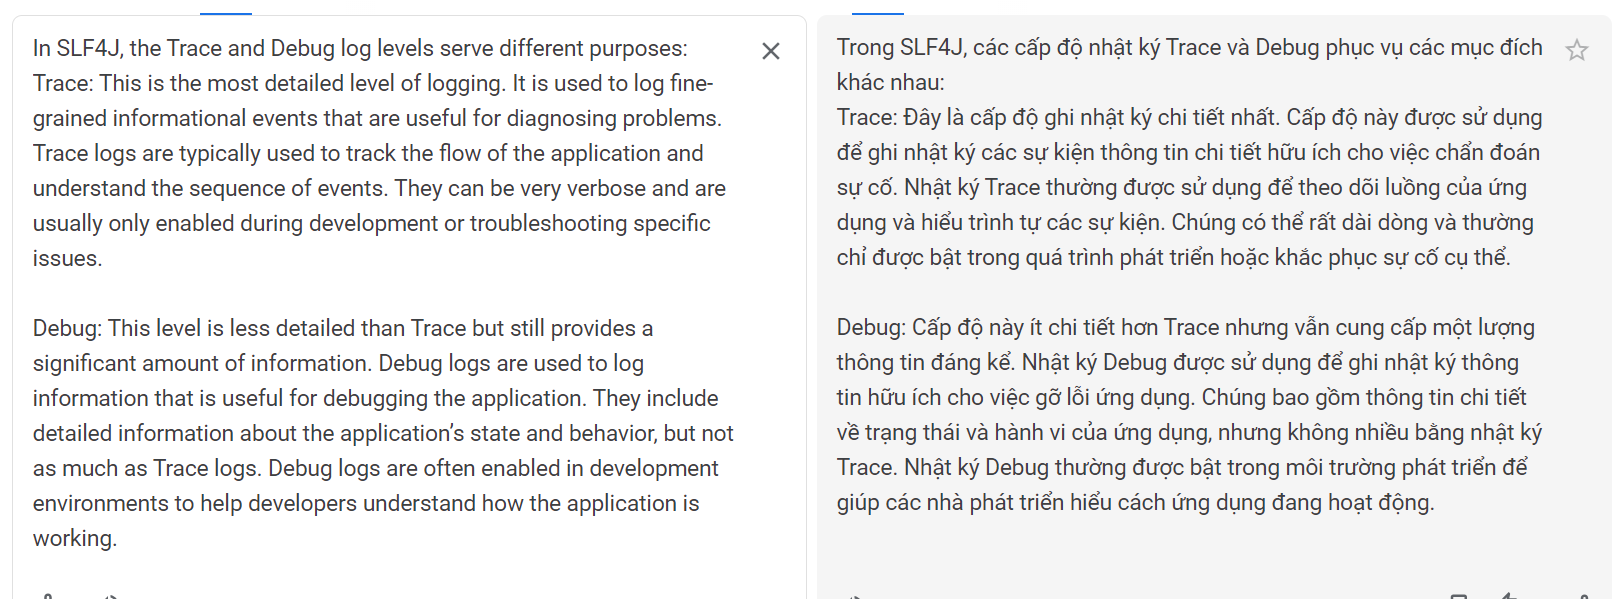 In SLF4J, the Trace and Debug log levels serve different purposes:
Trace: This is the most detailed level of logging. It is used to log fine-
grained informational events that are useful for diagnosing problems.
Trace logs are typically used to track the flow of the application and
understand the sequence of events. They can be very verbose and are
usually only enabled during development or troubleshooting specific
issues.
Debug: This level is less detailed than Trace but still provides a
significant amount of information. Debug logs are used to log
information that is useful for debugging the application. They include
detailed information about the application’s state and behavior, but not
as much as Trace logs. Debug logs are often enabled in development
environments to help developers understand how the application is
working.
Trong SLF4J, các cấp độ nhật ký Trace và Debug phục vụ các mục đích
khác nhau:
Trace: Đây là cấp độ ghi nhật ký chi tiết nhất. Cấp độ này được sử dụng
để ghi nhật ký các sự kiện thông tin chi tiết hữu ích cho việc chẩn đoán
sự cố. Nhật ký Trace thường được sử dụng để theo dõi luồng của ứng
dụng và hiểu trình tự các sự kiện. Chúng có thể rất dài dòng và thường
chỉ được bật trong quá trình phát triển hoặc khắc phục sự cố cụ thể.
Debug: Cấp độ này ít chi tiết hơn Trace nhưng vẫn cung cấp một lượng
thông tin đáng kể. Nhật ký Debug được sử dụng để ghi nhật ký thông
tin hữu ích cho việc gỡ lỗi ứng dụng. Chúng bao gồm thông tin chi tiết
về trạng thái và hành vi của ứng dụng, nhưng không nhiều bằng nhật ký
Trace. Nhật ký Debug thường được bật trong môi trường phát triển để
giúp các nhà phát triển hiểu cách ứng dụng đang hoạt động.